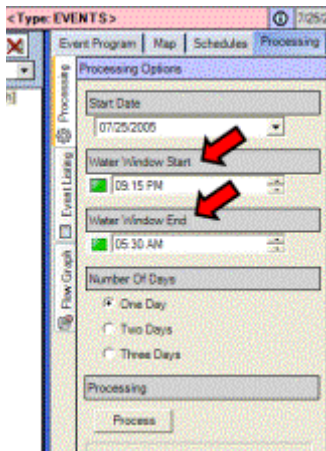 <Type: EVENTS>
7/25/
Event Program Map Schedules Processing
Processing Options
Processing
Event Listing
Flow Graph
Start Date
07/25/2005
Water Window Start
09:15 PM
Water Window End
05:30 AM
Number Of Days
One Day
Two Days
Three Days
Processing
Process